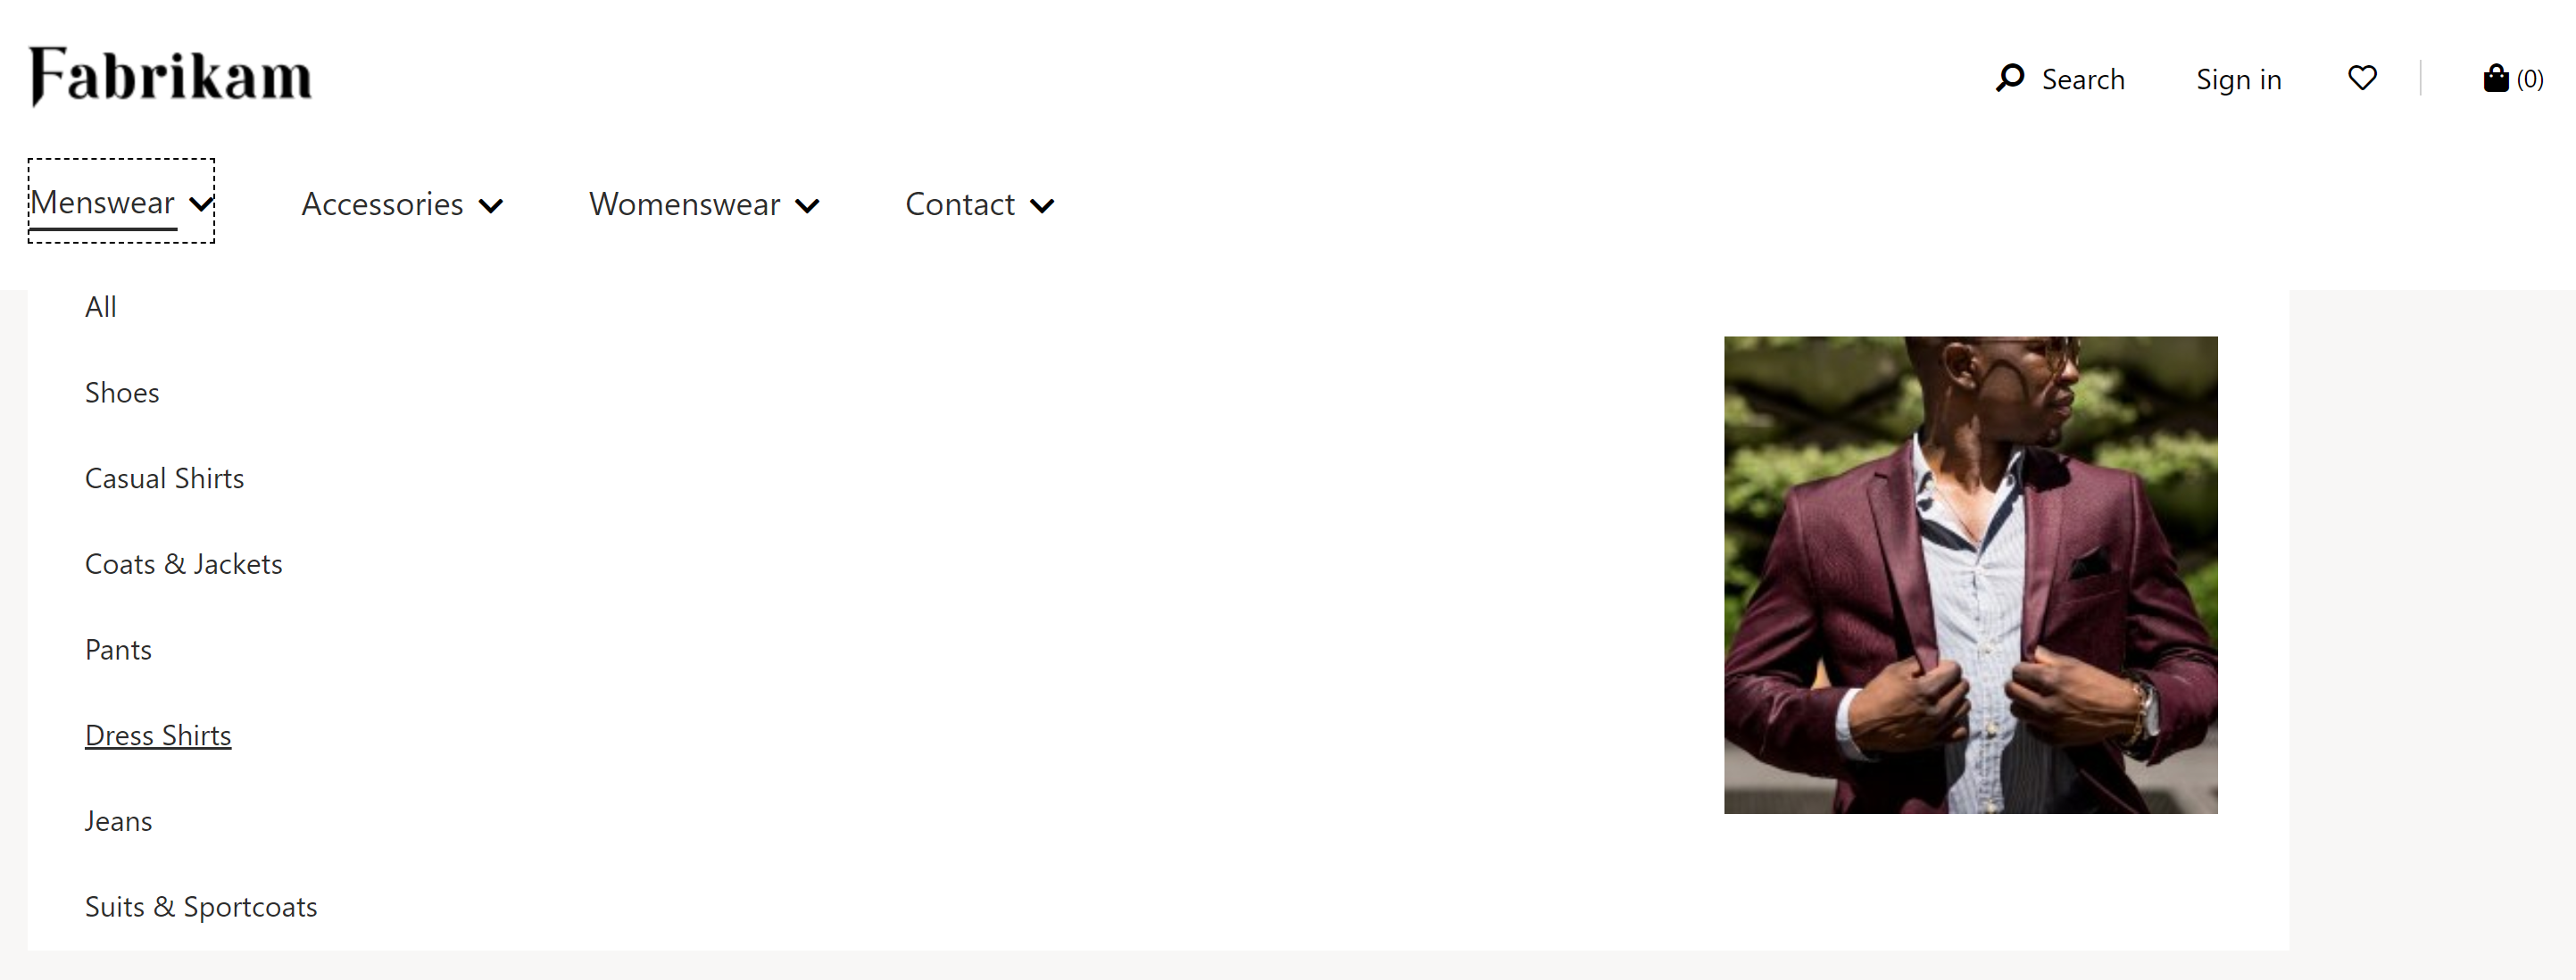 Fabrikam
Search Sign in (0)
Menswear Accessories Womenswear Contact
All
Shoes
Casual Shirts
Coats & Jackets
Pants
Dress Shirts
Jeans
Suits & Sportcoats